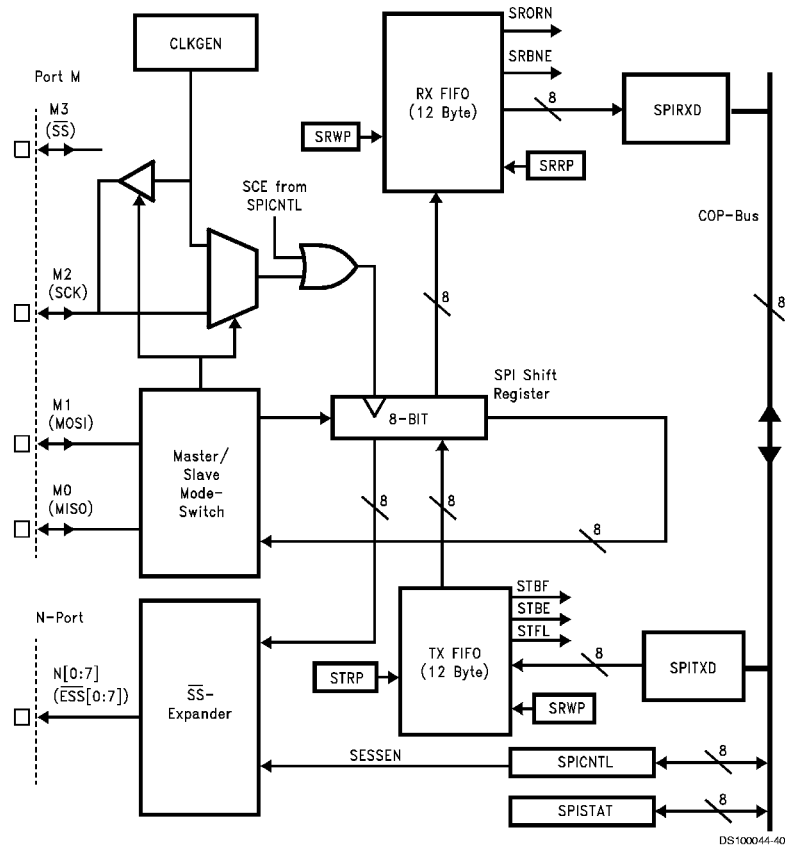 CLKGEN
Port M
M3
(SS)
SRORN
SRBNE
RX FIFO
(12 Byte)
8
SPIRXD
SRWP
SRRP
SCE from
SPICNTL
COP-Bus
M2
(SCK)
8
8
SPI Shift
Register
M1
(MOSI)
8-BIT
Master/
Slave
Mode-
Switch
M0
(MISO)
8
8
8
N-Port
STBF
STBE
STFL
N[0:7]
(ESS[0:7])
SS-
Expander
STRP
TX FIFO
(12 Byte)
8
SPITXD
SRWP
SESSEN
SPICNTL
8
SPISTAT
8
DS100044-40